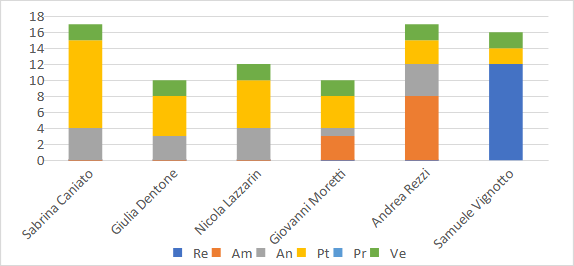 18
16
14
12
10
8
6
4
2
0
Sabrina Caniato
Giulia Dentone
Nicola Lazzarin
Giovanni Moretti
Andrea Rezzi
Samuele Vignotto
Re Am An Pt Pr Ve